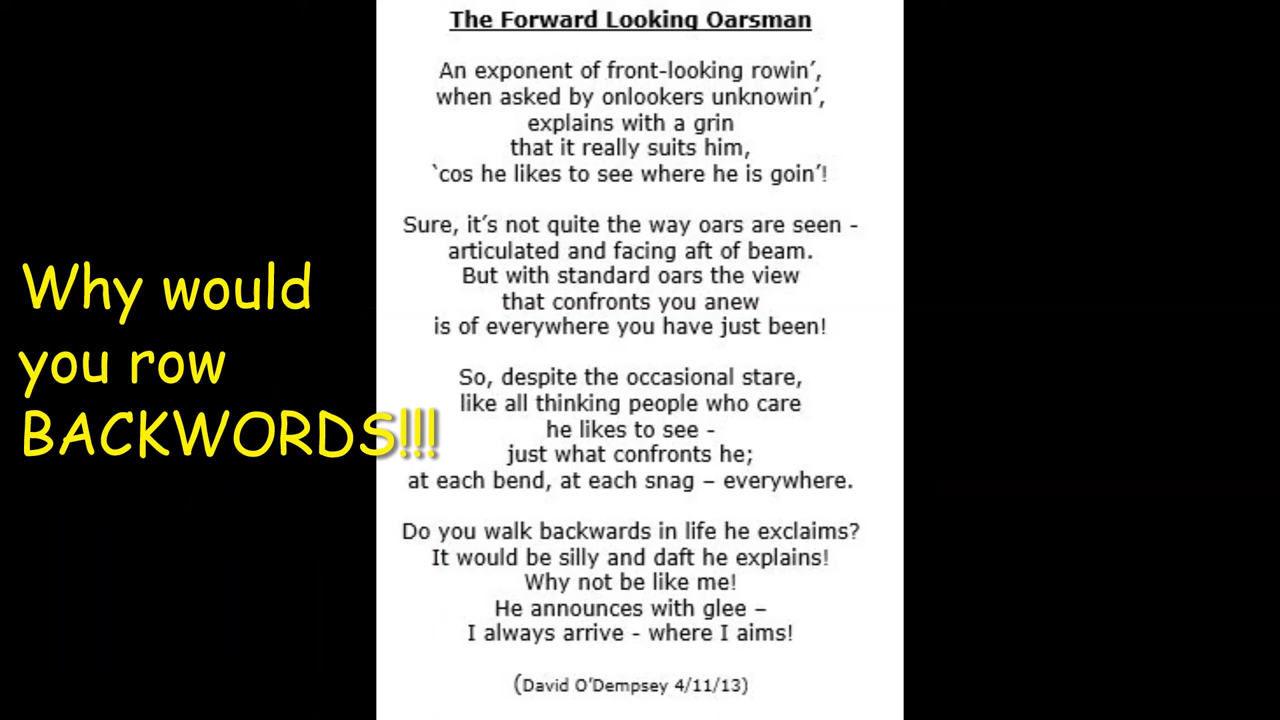 The Forward Looking Oarsman
An exponent of front-looking rowin’,
when asked by onlookers unknowin’,
explains with a grin
that it really suits him,
‘cos he likes to see where he is goin’!
Sure, it’s not quite the way oars are seen -
articulated and facing aft of beam.
But with standard oars the view
that confronts you anew
is of everywhere you have just been!
So, despite the occasional stare,
like all thinking people who care
he likes to see -
just what confronts he;
at each bend, at each snag – everywhere.
Do you walk backwards in life he exclaims?
It would be silly and daft he explains!
Why not be like me!
He announces with glee –
I always arrive - where I aims!
(David O’Dempsey 4/11/13)
Why would
you row
BACKWORDS!!!